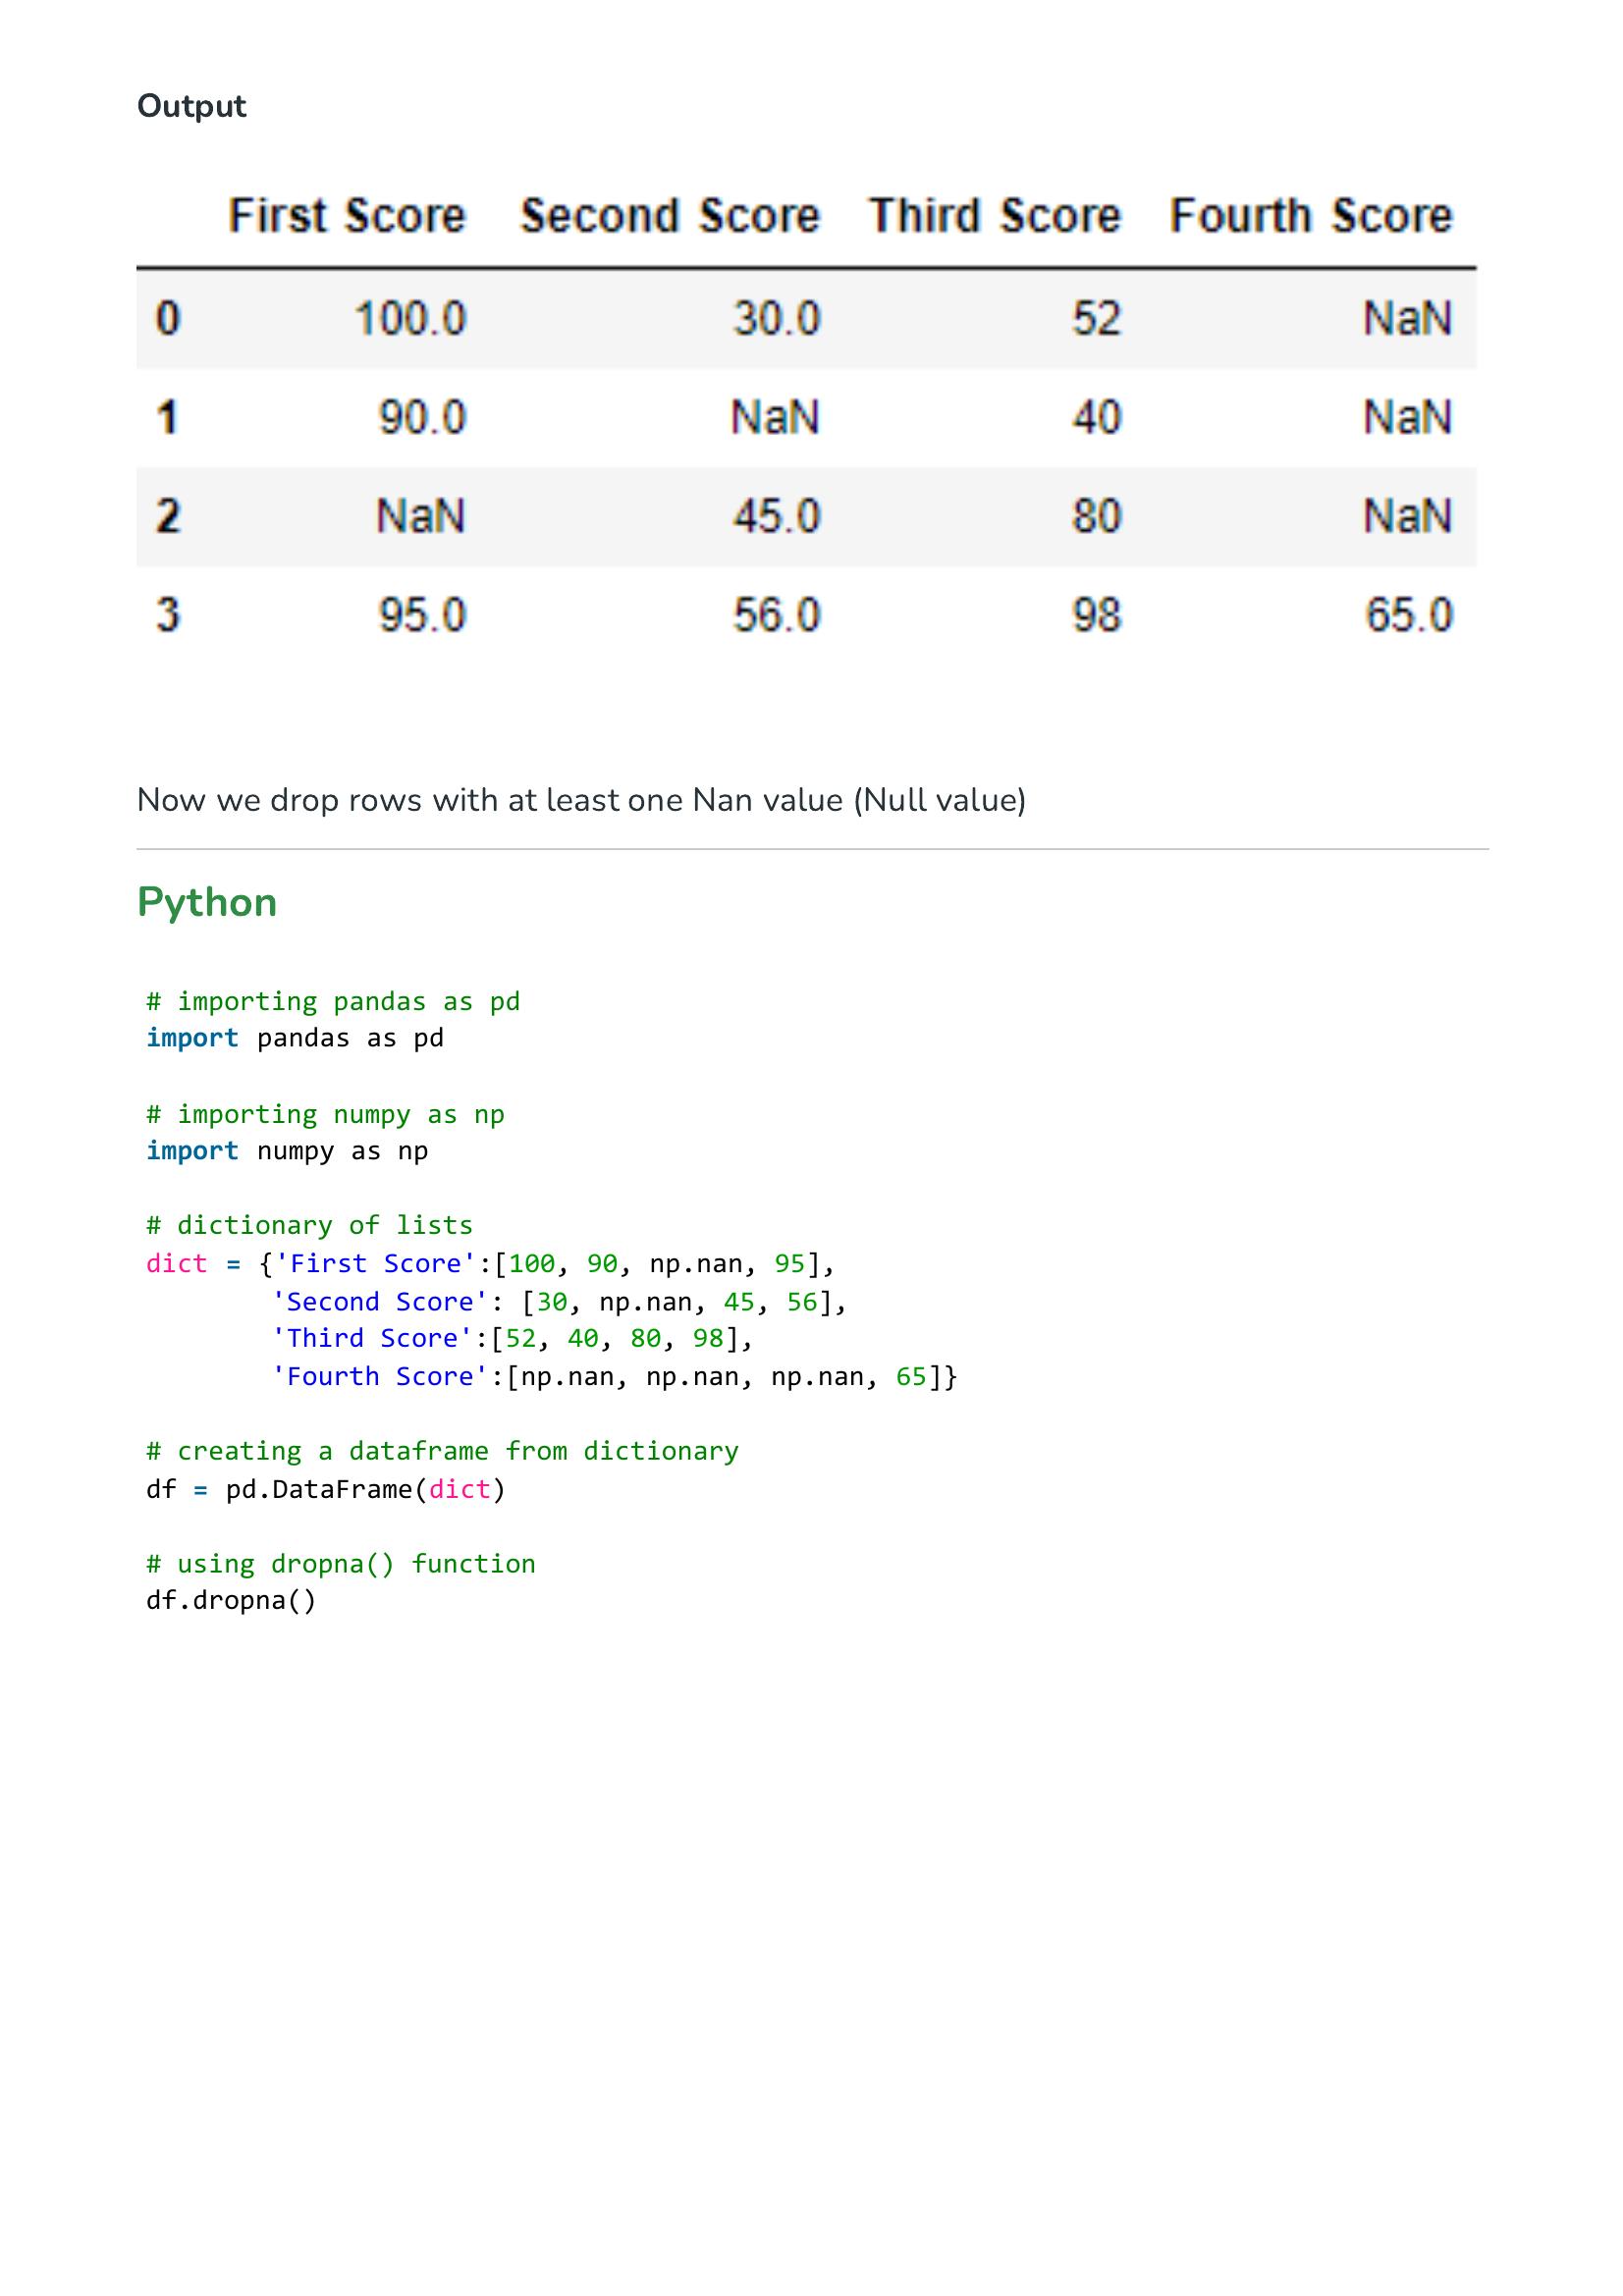 Output
First Score Second Score Third Score Fourth Score
0 100.0 30.0 52 NaN
1 90.0 NaN 40 NaN
2 NaN 45.0 80 NaN
3 95.0 56.0 98 65.0
Now we drop rows with at least one Nan value (Null value)
Python
# importing pandas as pd
import pandas as pd
# importing numpy as np
import numpy as np
# dictionary of lists
dict = {'First Score':[100, 90, np.nan, 95],
'Second Score': [30, np.nan, 45, 56],
'Third Score':[52, 40, 80, 98],
'Fourth Score':[np.nan, np.nan, np.nan, 65]}
# creating a dataframe from dictionary
df = pd.DataFrame(dict)
# using dropna() function
df.dropna()